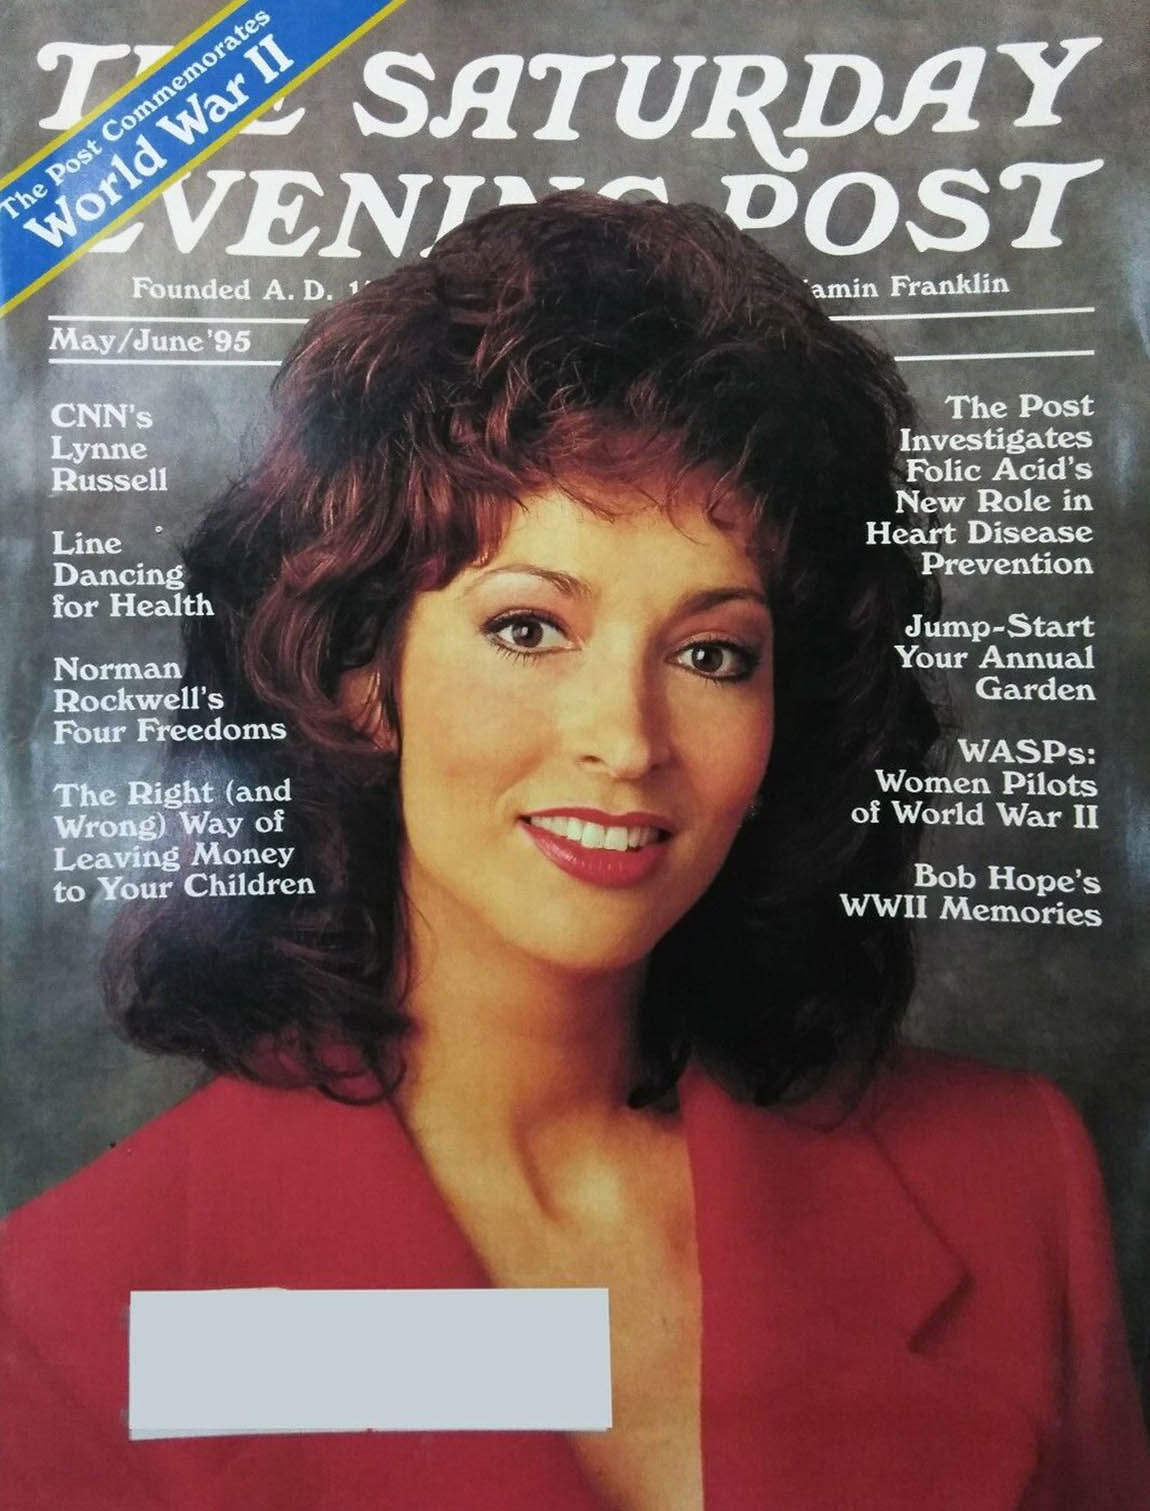 The Post Commemorates
World War II
THE SATURDAY
EVENING POST
Founded A. D. amin Franklin
May/June '95
CNN's
Lynne
Russell
Line
Dancing
for Health
Norman
Rockwell's
Four Freedoms
The Right (and
Wrong) Way of
Leaving Money
to Your Children
The Post
Investigates
Folic Acid's
New Role in
Heart Disease
Prevention
Jump-Start
Your Annual
Garden
WASPs:
Women Pilots
of World War II
Bob Hope's
WWII Memories